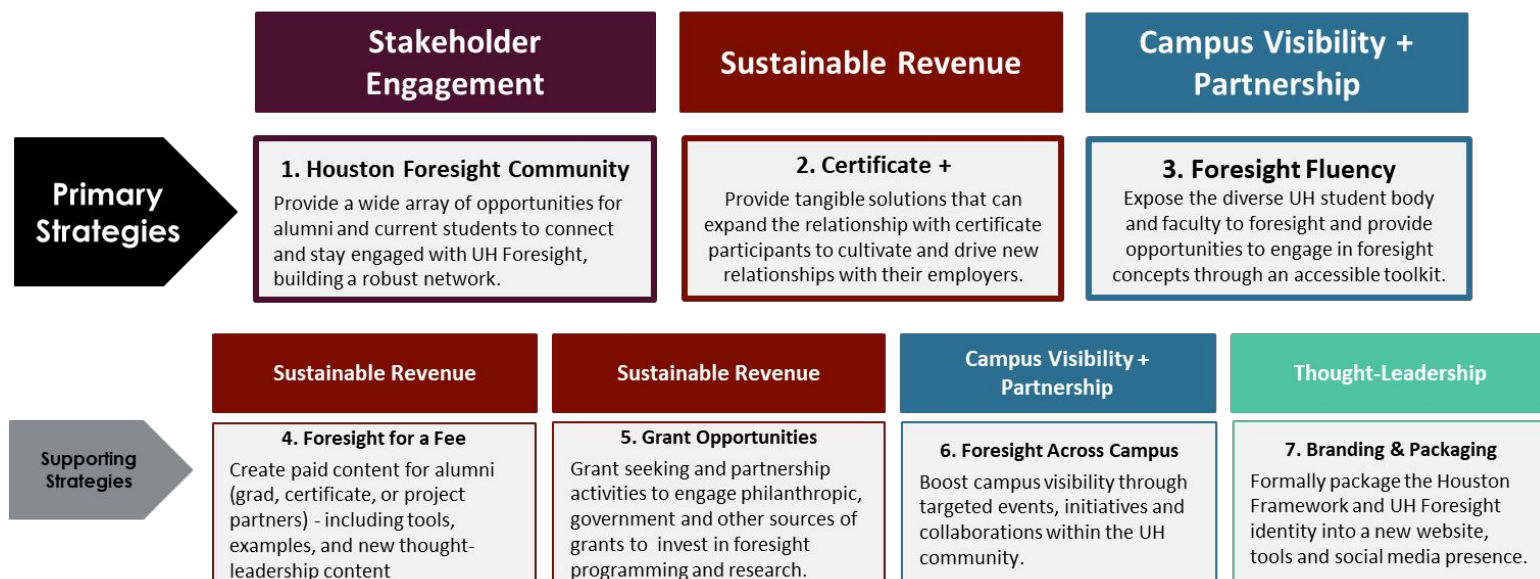 Stakeholder
Engagement
Sustainable Revenue
Campus Visibility +
Partnership
Primary
Strategies
1. Houston Foresight Community
Provide a wide array of opportunities for
alumni and current students to connect
and stay engaged with UH Foresight,
building a robust network.
2. Certificate +
Provide tangible solutions that can
expand the relationship with certificate
participants to cultivate and drive new
relationships with their employers.
3. Foresight Fluency
Expose the diverse UH student body
and faculty to foresight and provide
opportunities to engage in foresight
concepts through an accessible toolkit.
Sustainable Revenue
Sustainable Revenue
Campus Visibility +
Partnership
Thought-Leadership
Supporting
Strategies
4. Foresight for a Fee
Create paid content for alumni
(grad, certificate, or project
partners) - including tools,
examples, and new thought-
leadership content
5. Grant Opportunities
Grant seeking and partnership
activities to engage philanthropic,
government and other sources of
grants to invest in foresight
programming and research.
6. Foresight Across Campus
Boost campus visibility through
targeted events, initiatives and
collaborations within the UH
community.
7. Branding & Packaging
Formally package the Houston
Framework and UH Foresight
identity into a new website,
tools and social media presence.